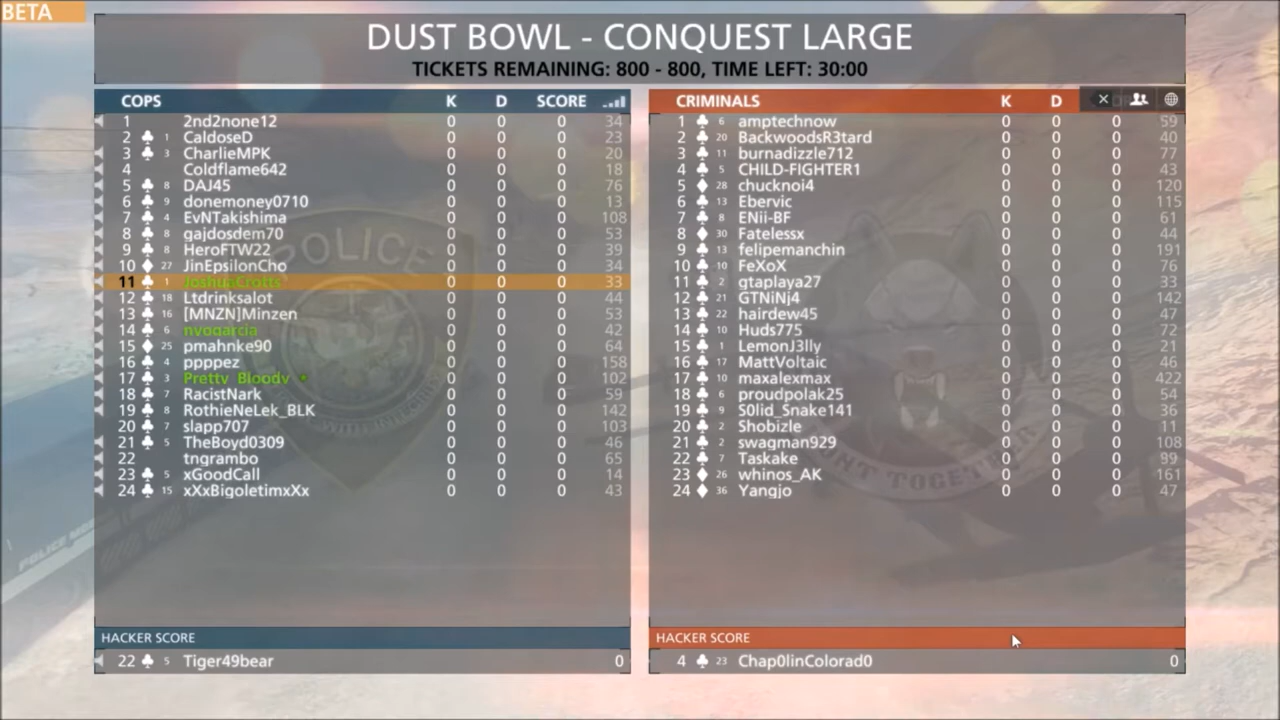 BETA
DUST BOWL - CONQUEST LARGE
TICKETS REMAINING: 800 - 800, TIME LEFT: 30:00
COPS K D SCORE
1 2nd2none12 0 0 0 34
2 1 CaldoseD 0 0 0 23
3 3 CharlieMPK 0 0 0 20
4 Coldflame642 0 0 0 18
5 8 DAJ45 0 0 0 76
6 9 donemoney0710 0 0 0 13
7 4 EvNTakishima 0 0 0 108
8 8 gajdosdem70 0 0 0 53
9 8 HeroFTW22 0 0 0 39
10 27 JinEpsilonCho 0 0 0 34
11 1 JoshuaCrotts 0 0 0 33
12 18 Ltdrinksalot 0 0 0 44
13 16 [MNZN]Minzen 0 0 0 53
14 6 nvogarcia 0 0 0 42
15 25 pmahnke90 0 0 0 64
16 4 ppppez 0 0 0 158
17 3 Pretty_Bloody 0 0 0 102
18 7 RacistNark 0 0 0 59
19 8 RothieNeLek_BLK 0 0 0 142
20 7 slapp707 0 0 0 103
21 5 TheBoyd0309 0 0 0 46
22 tngrambo 0 0 0 65
23 5 xGoodCall 0 0 0 14
24 15 xXxBigoletimxXx 0 0 0 43
HACKER SCORE
22 5 Tiger49bear 0
CRIMINALS K D
1 6 amptechnow 0 0 0 59
2 20 BackwoodsR3tard 0 0 0 40
3 11 burnadizzle712 0 0 0 77
4 5 CHILD-FIGHTER1 0 0 0 43
5 28 chucknoi4 0 0 0 120
6 13 Ebervic 0 0 0 115
7 8 ENii-BF 0 0 0 61
8 30 Fatelessx 0 0 0 44
9 13 felipemanchin 0 0 0 191
10 10 FeXoX 0 0 0 76
11 2 gtaplaya27 0 0 0 33
12 21 GTNiNj4 0 0 0 142
13 22 hairdew45 0 0 0 47
14 10 Huds775 0 0 0 72
15 1 LemonJ3lly 0 0 0 21
16 17 MattVoltaic 0 0 0 46
17 10 maxalexmax 0 0 0 422
18 6 proudpolak25 0 0 0 54
19 9 S0lid_Snake141 0 0 0 36
20 2 Shobizle 0 0 0 11
21 2 swagman929 0 0 0 108
22 7 Taskake 0 0 0 99
23 26 whinos_AK 0 0 0 161
24 36 Yangjo 0 0 0 47
HACKER SCORE
4 23 Chap0linColorad0 0
POLICE